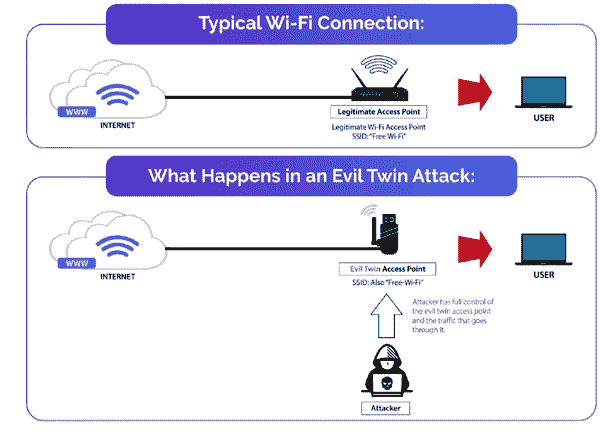 Typical Wi-Fi Connection:
WWW
INTERNET
Legitimate Access Point
Legitimate Wi-Fi Access Point
SSID: "Free Wi-Fi"
USER
What Happens in an Evil Twin Attack:
WWW
INTERNET
Evil Twin Access Point
SSID: Also "Free-Wi-Fi"
USER
Attacker has full control of
the evil twin access point
and the traffic that goes
through it.
Attacker